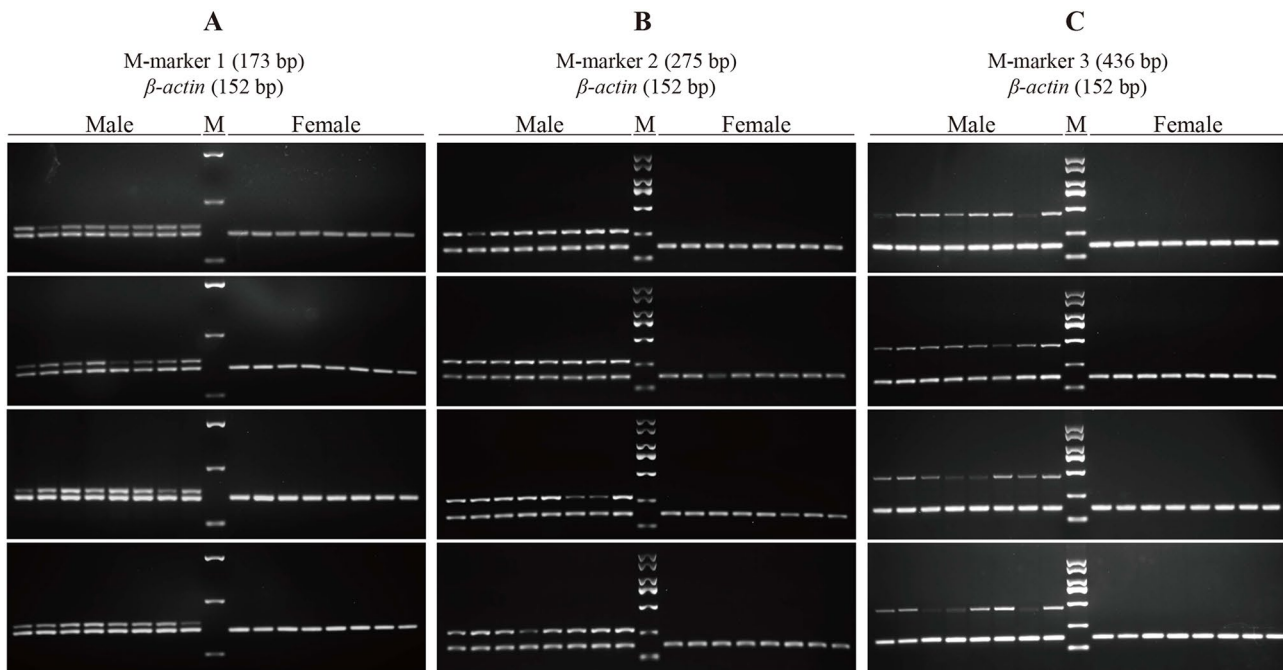 A
M-marker 1 (173 bp)
β-actin (152 bp)
Male M Female
B
M-marker 2 (275 bp)
β-actin (152 bp)
Male M Female
C
M-marker 3 (436 bp)
β-actin (152 bp)
Male M Female